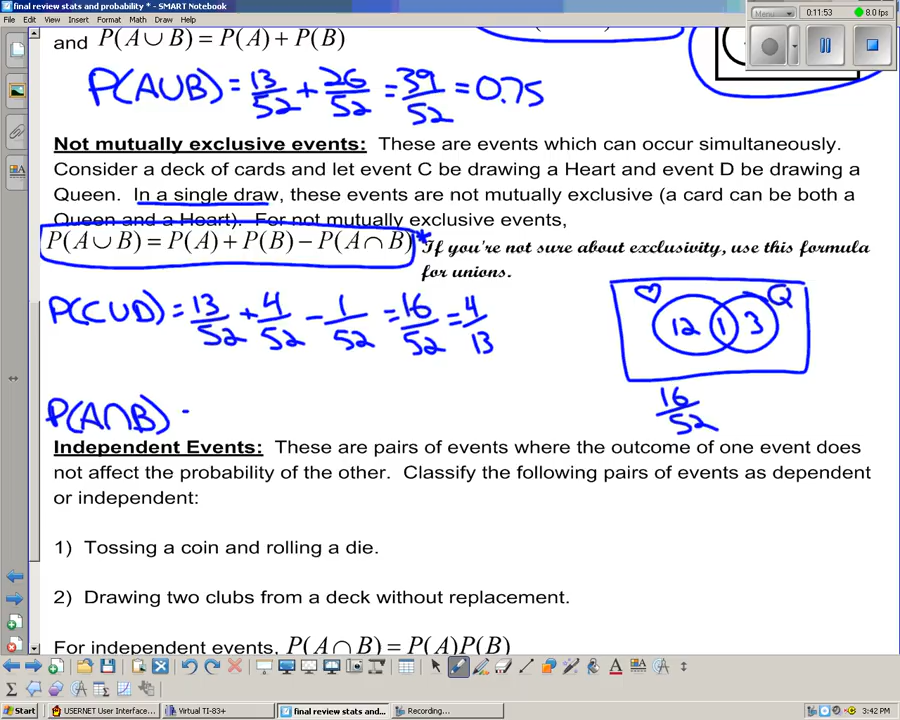 final review stats and probability * - SMART Notebook
File Edit View Insert Format Math Draw Help
Menu
0:11:53
8.0 fps
and P(A ∪ B) = P(A) + P(B)
P(A∪B) = 13/52 + 26/52 = 39/52 = 0.75
Not mutually exclusive events: These are events which can occur simultaneously.
Consider a deck of cards and let event C be drawing a Heart and event D be drawing a
Queen. In a single draw, these events are not mutually exclusive (a card can be both a
Queen and a Heart). For not mutually exclusive events,
P(A ∪ B) = P(A) + P(B) − P(A ∩ B) * If you're not sure about exclusivity, use this formula
for unions.
P(C∪D) = 13/52 + 4/52 − 1/52 = 16/52 = 4/13
♡ Q
12 1 3
16/52
P(A∩B)
Independent Events: These are pairs of events where the outcome of one event does
not affect the probability of the other. Classify the following pairs of events as dependent
or independent:
1) Tossing a coin and rolling a die.
2) Drawing two clubs from a deck without replacement.
For independent events, P(A ∩ B) = P(A)P(B)
Start
USERNET User Interface...
Virtual TI-83+
final review stats and...
Recording...
3:42 PM